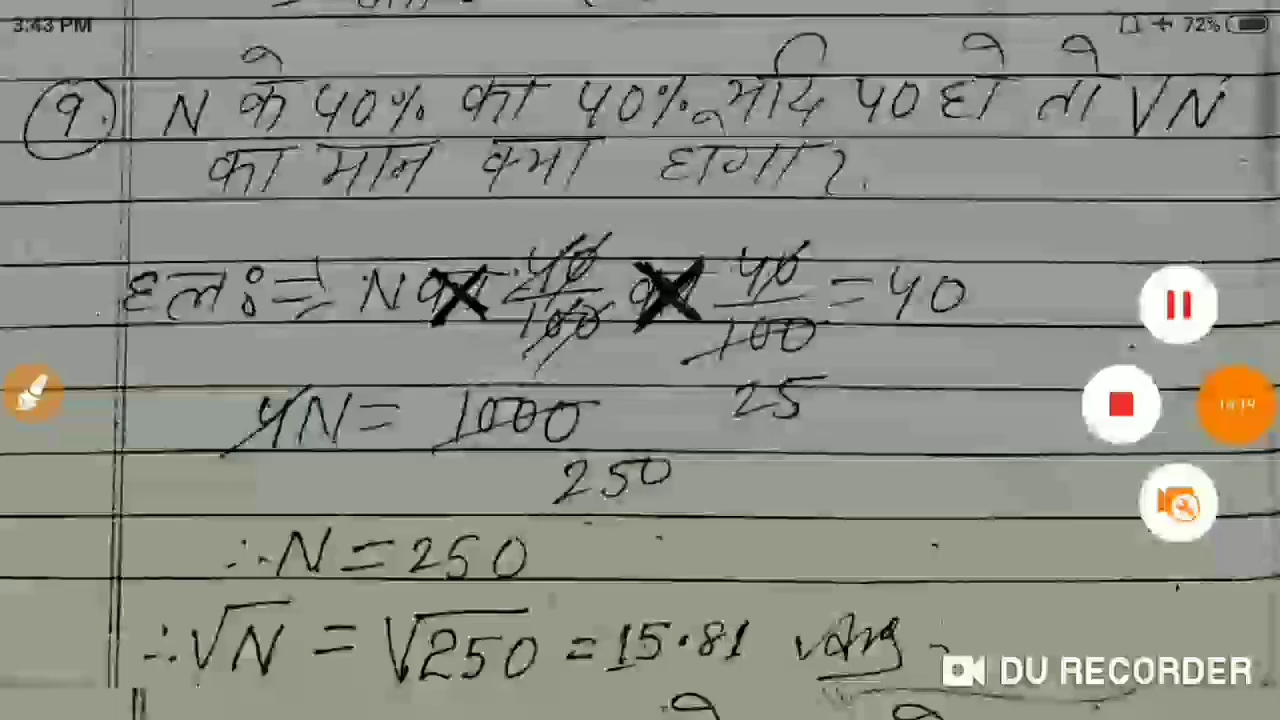 3:43 PM 72%
9. N के 40% का 40% यदि 40 हो तो √N
का मान क्या होगा?
हल:- N × 40/100 × 40/100 = 40
25
4N = 1000
250
∴ N = 250
∴ √N = √250 = 15.81 Ans
DU RECORDER